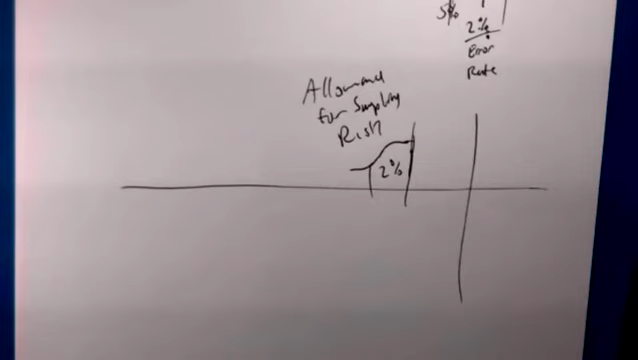 5%
2%
Error
Rate
Allowance
for Sampling
Risk
2%